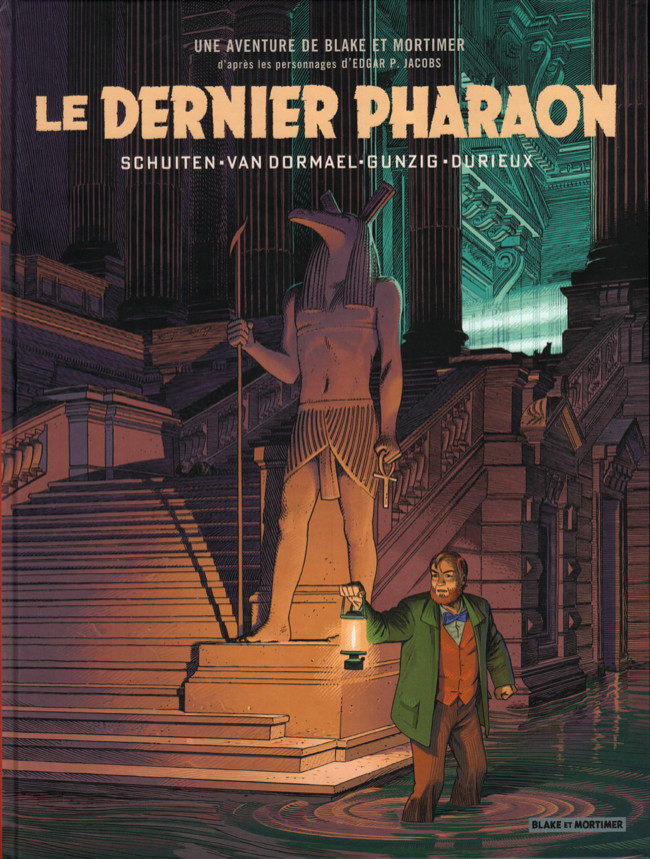 UNE AVENTURE DE BLAKE ET MORTIMER
d'après les personnages d'EDGAR P. JACOBS
LE DERNIER PHARAON
SCHUITEN • VAN DORMAEL • GUNZIG • DURIEUX
BLAKE ET MORTIMER